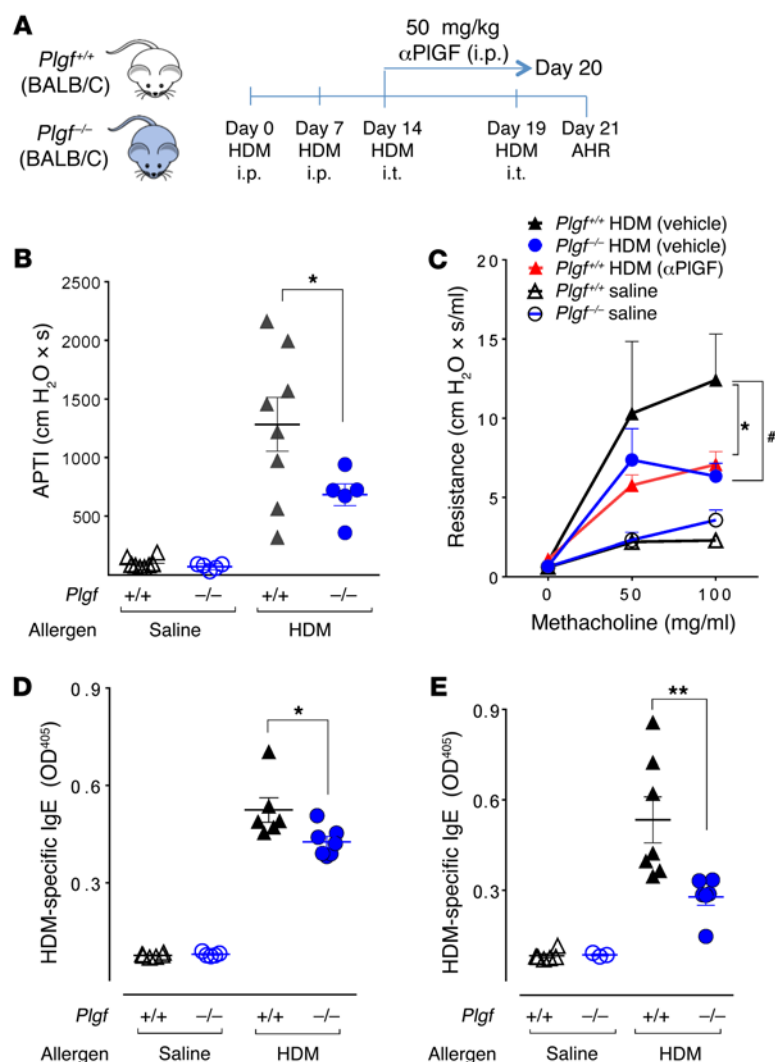 A
Plgf+/+
(BALB/C)
Plgf–/–
(BALB/C)
50 mg/kg
αPlGF (i.p.)
Day 20
Day 0 Day 7 Day 14 Day 19 Day 21
HDM HDM HDM HDM AHR
i.p. i.p. i.t. i.t.
B
APTI (cm H2O × s)
2500
2000
1500
1000
500
*
Plgf +/+ –/– +/+ –/–
Allergen Saline HDM
C
Plgf+/+ HDM (vehicle)
Plgf–/– HDM (vehicle)
Plgf+/+ HDM (αPlGF)
Plgf+/+ saline
Plgf–/– saline
Resistance (cm H2O × s/ml)
20
15
10
5
0
* #
0 50 100
Methacholine (mg/ml)
D
HDM-specific IgE (OD405)
0.9
0.6
0.3
*
Plgf +/+ –/– +/+ –/–
Allergen Saline HDM
E
HDM-specific IgE (OD405)
0.9
0.6
0.3
**
Plgf +/+ –/– +/+ –/–
Allergen Saline HDM